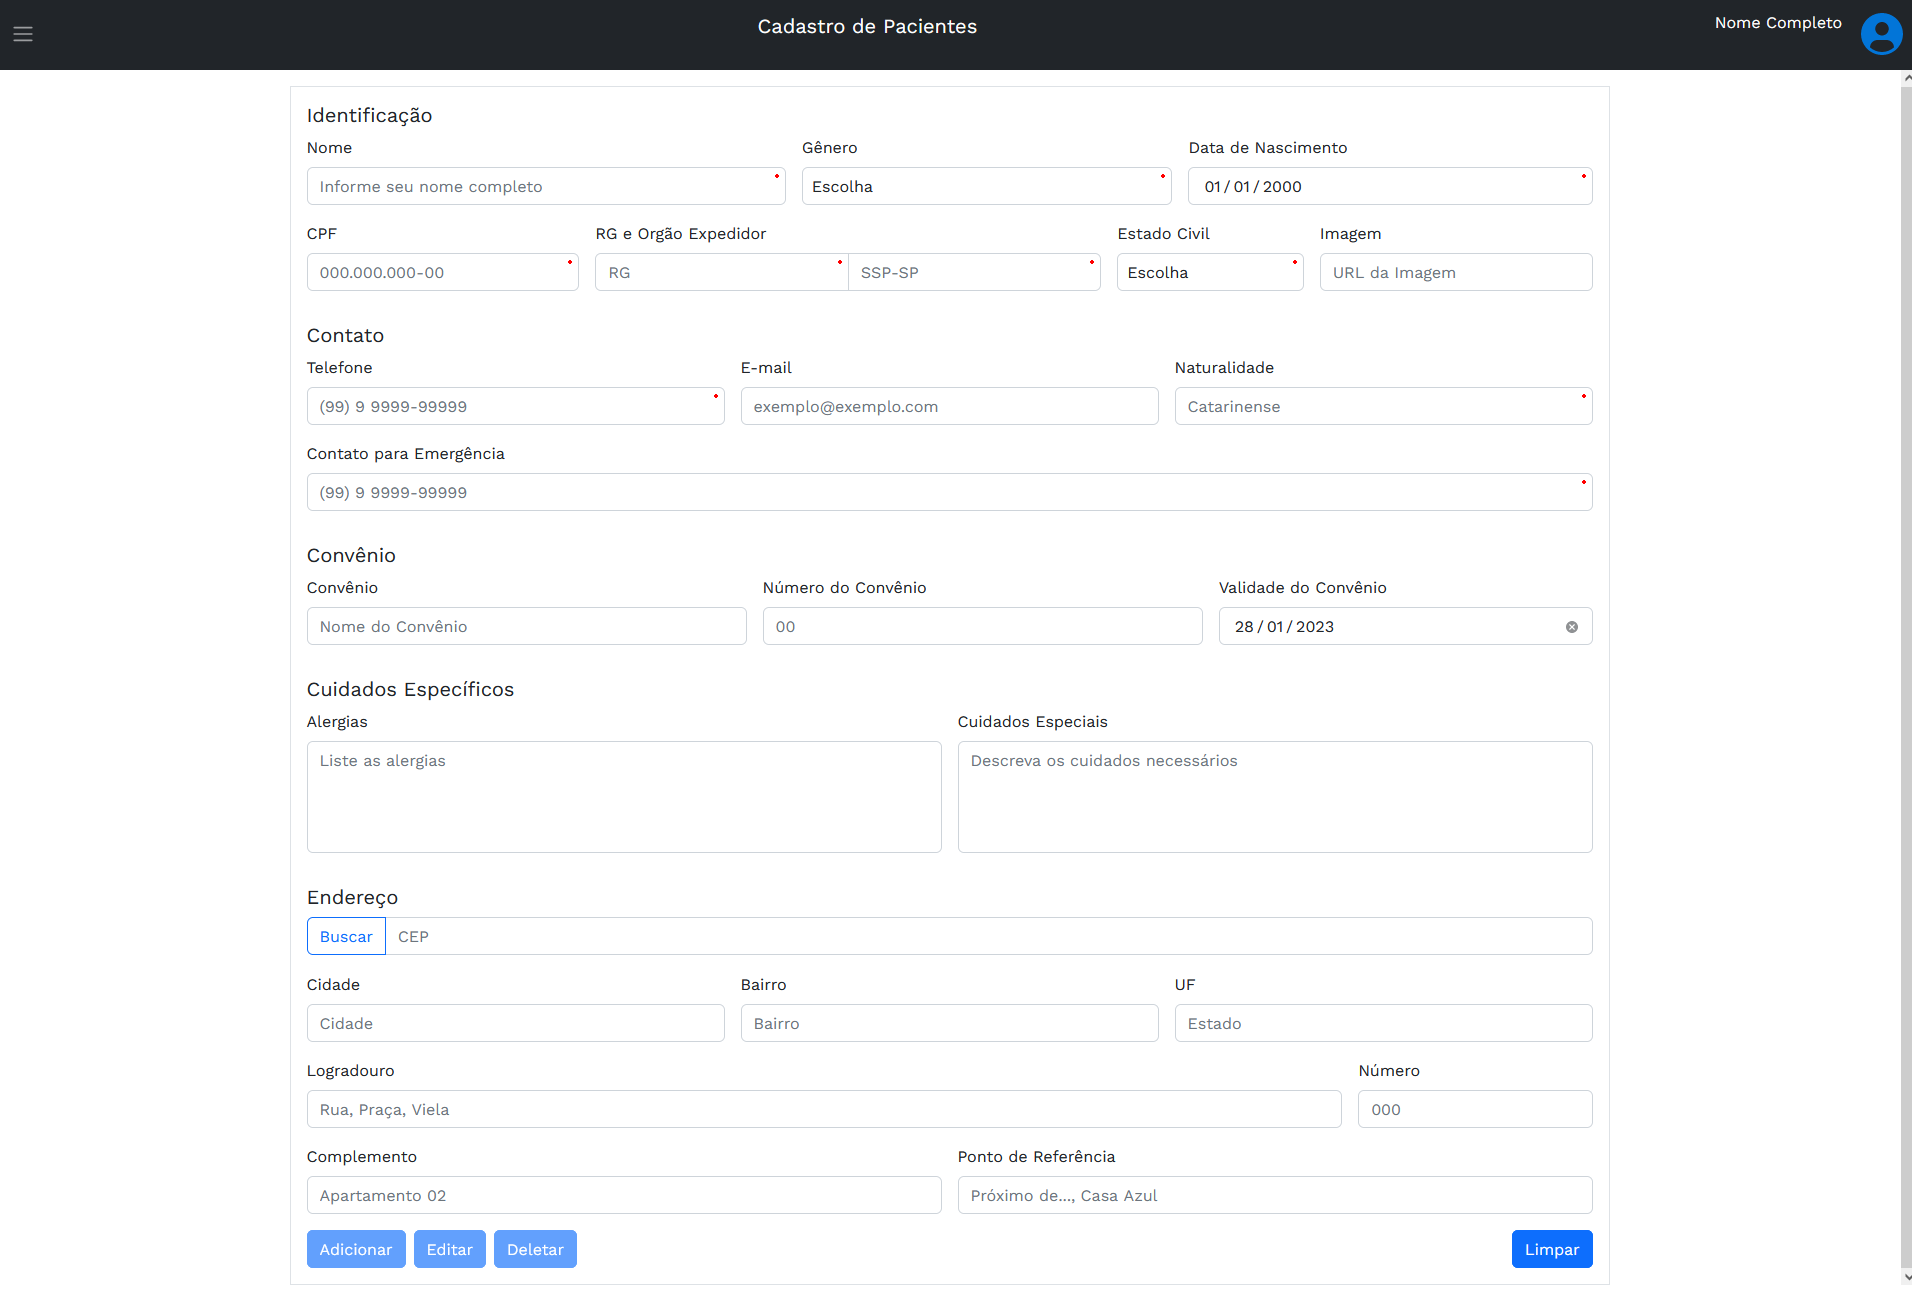 Cadastro de Pacientes
Nome Completo
Identificação
Nome Gênero Data de Nascimento
Informe seu nome completo Escolha 01/01/2000
CPF RG e Orgão Expedidor Estado Civil Imagem
000.000.000-00 RG SSP-SP Escolha URL da Imagem
Contato
Telefone E-mail Naturalidade
(99) 9 9999-99999 exemplo@exemplo.com Catarinense
Contato para Emergência
(99) 9 9999-99999
Convênio
Convênio Número do Convênio Validade do Convênio
Nome do Convênio 00 28/01/2023
Cuidados Específicos
Alergias Cuidados Especiais
Liste as alergias Descreva os cuidados necessários
Endereço
Buscar CEP
Cidade Bairro UF
Cidade Bairro Estado
Logradouro Número
Rua, Praça, Viela 000
Complemento Ponto de Referência
Apartamento 02 Próximo de..., Casa Azul
Adicionar Editar Deletar Limpar